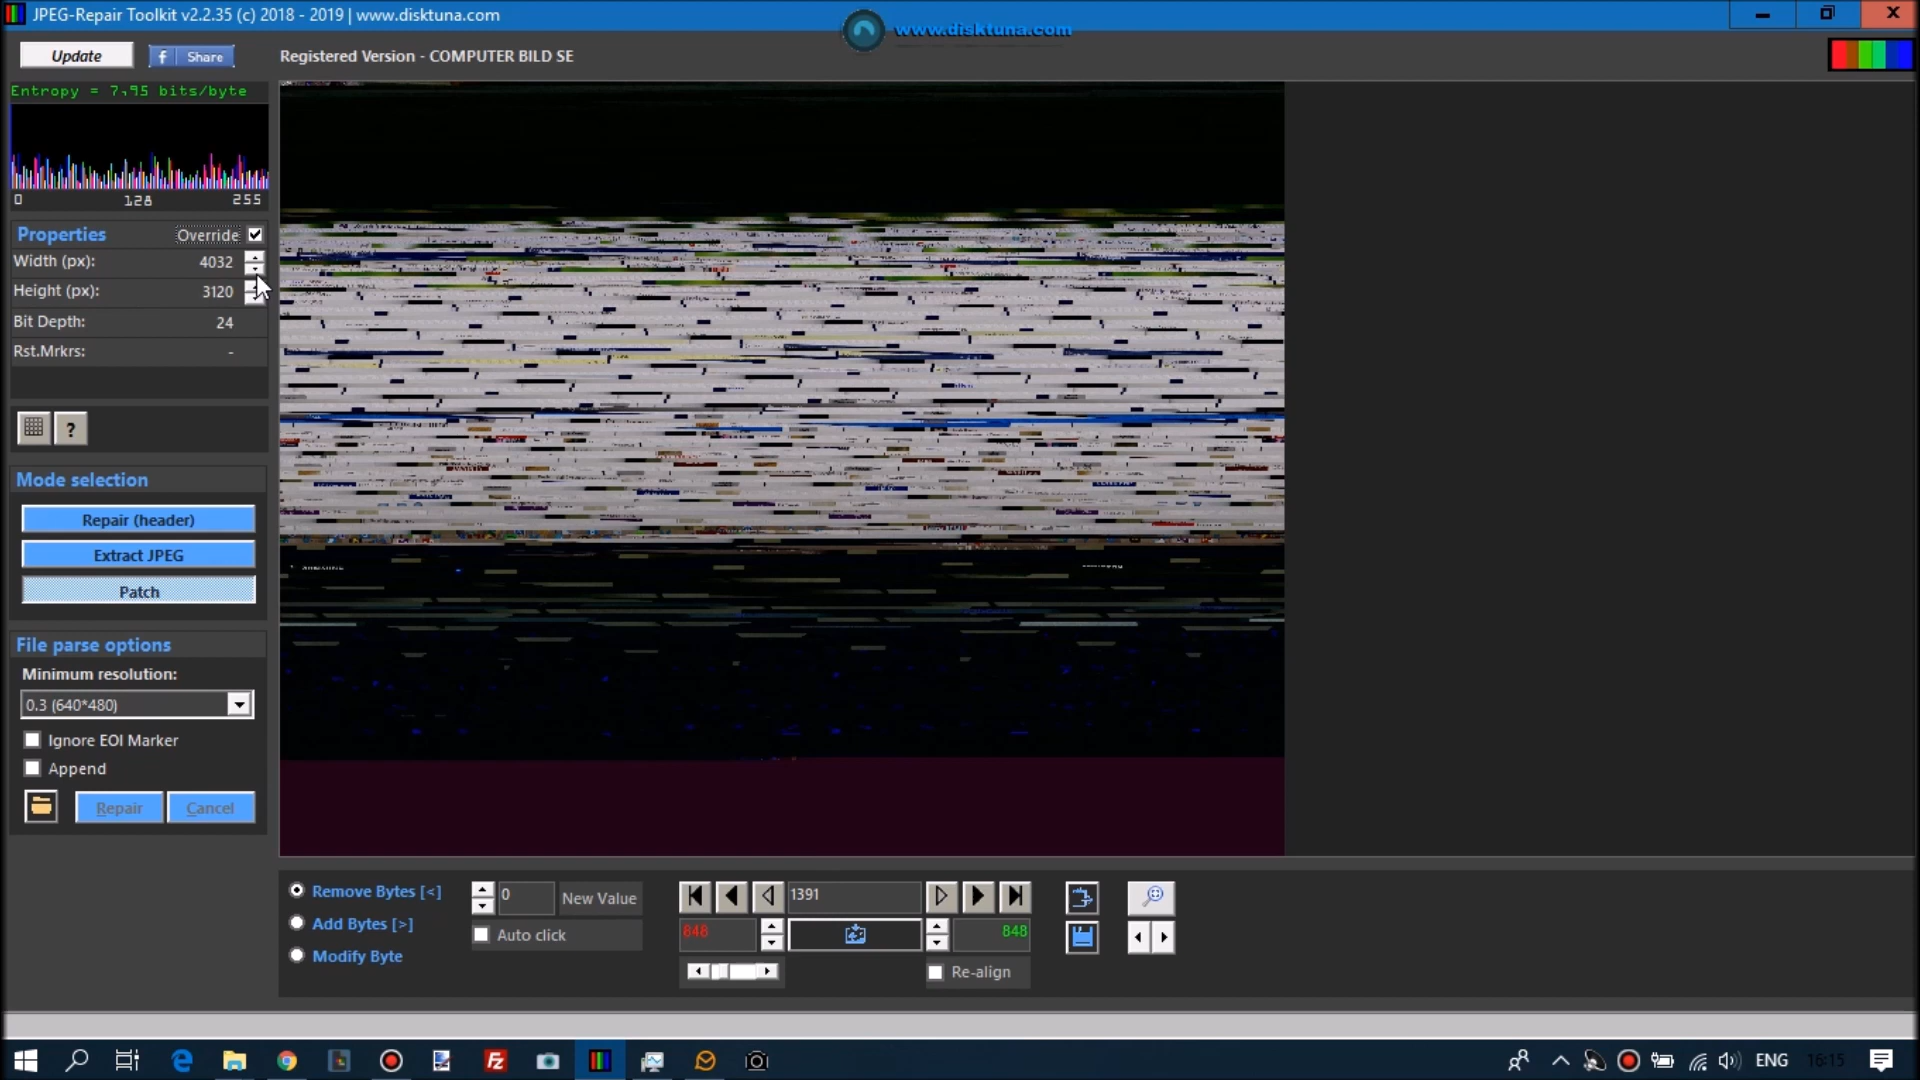 JPEG-Repair Toolkit v2.2.35 (c) 2018 - 2019 | www.disktuna.com
www.disktuna.com
Update
f Share
Registered Version - COMPUTER BILD SE
Entropy = 7,95 bits/byte
0 128 255
Properties Override
Width (px): 4032
Height (px): 3120
Bit Depth: 24
Rst.Mrkrs: -
?
Mode selection
Repair (header)
Extract JPEG
Patch
File parse options
Minimum resolution:
0.3 (640*480)
Ignore EOI Marker
Append
Repair Cancel
Remove Bytes [<] 0 New Value 1391
Add Bytes [>] Auto click 848 848
Modify Byte Re-align
ENG 16:15